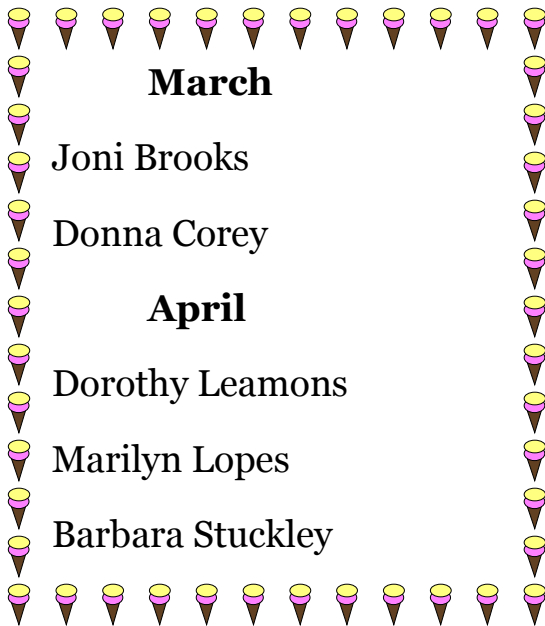 March
Joni Brooks
Donna Corey
April
Dorothy Leamons
Marilyn Lopes
Barbara Stuckley